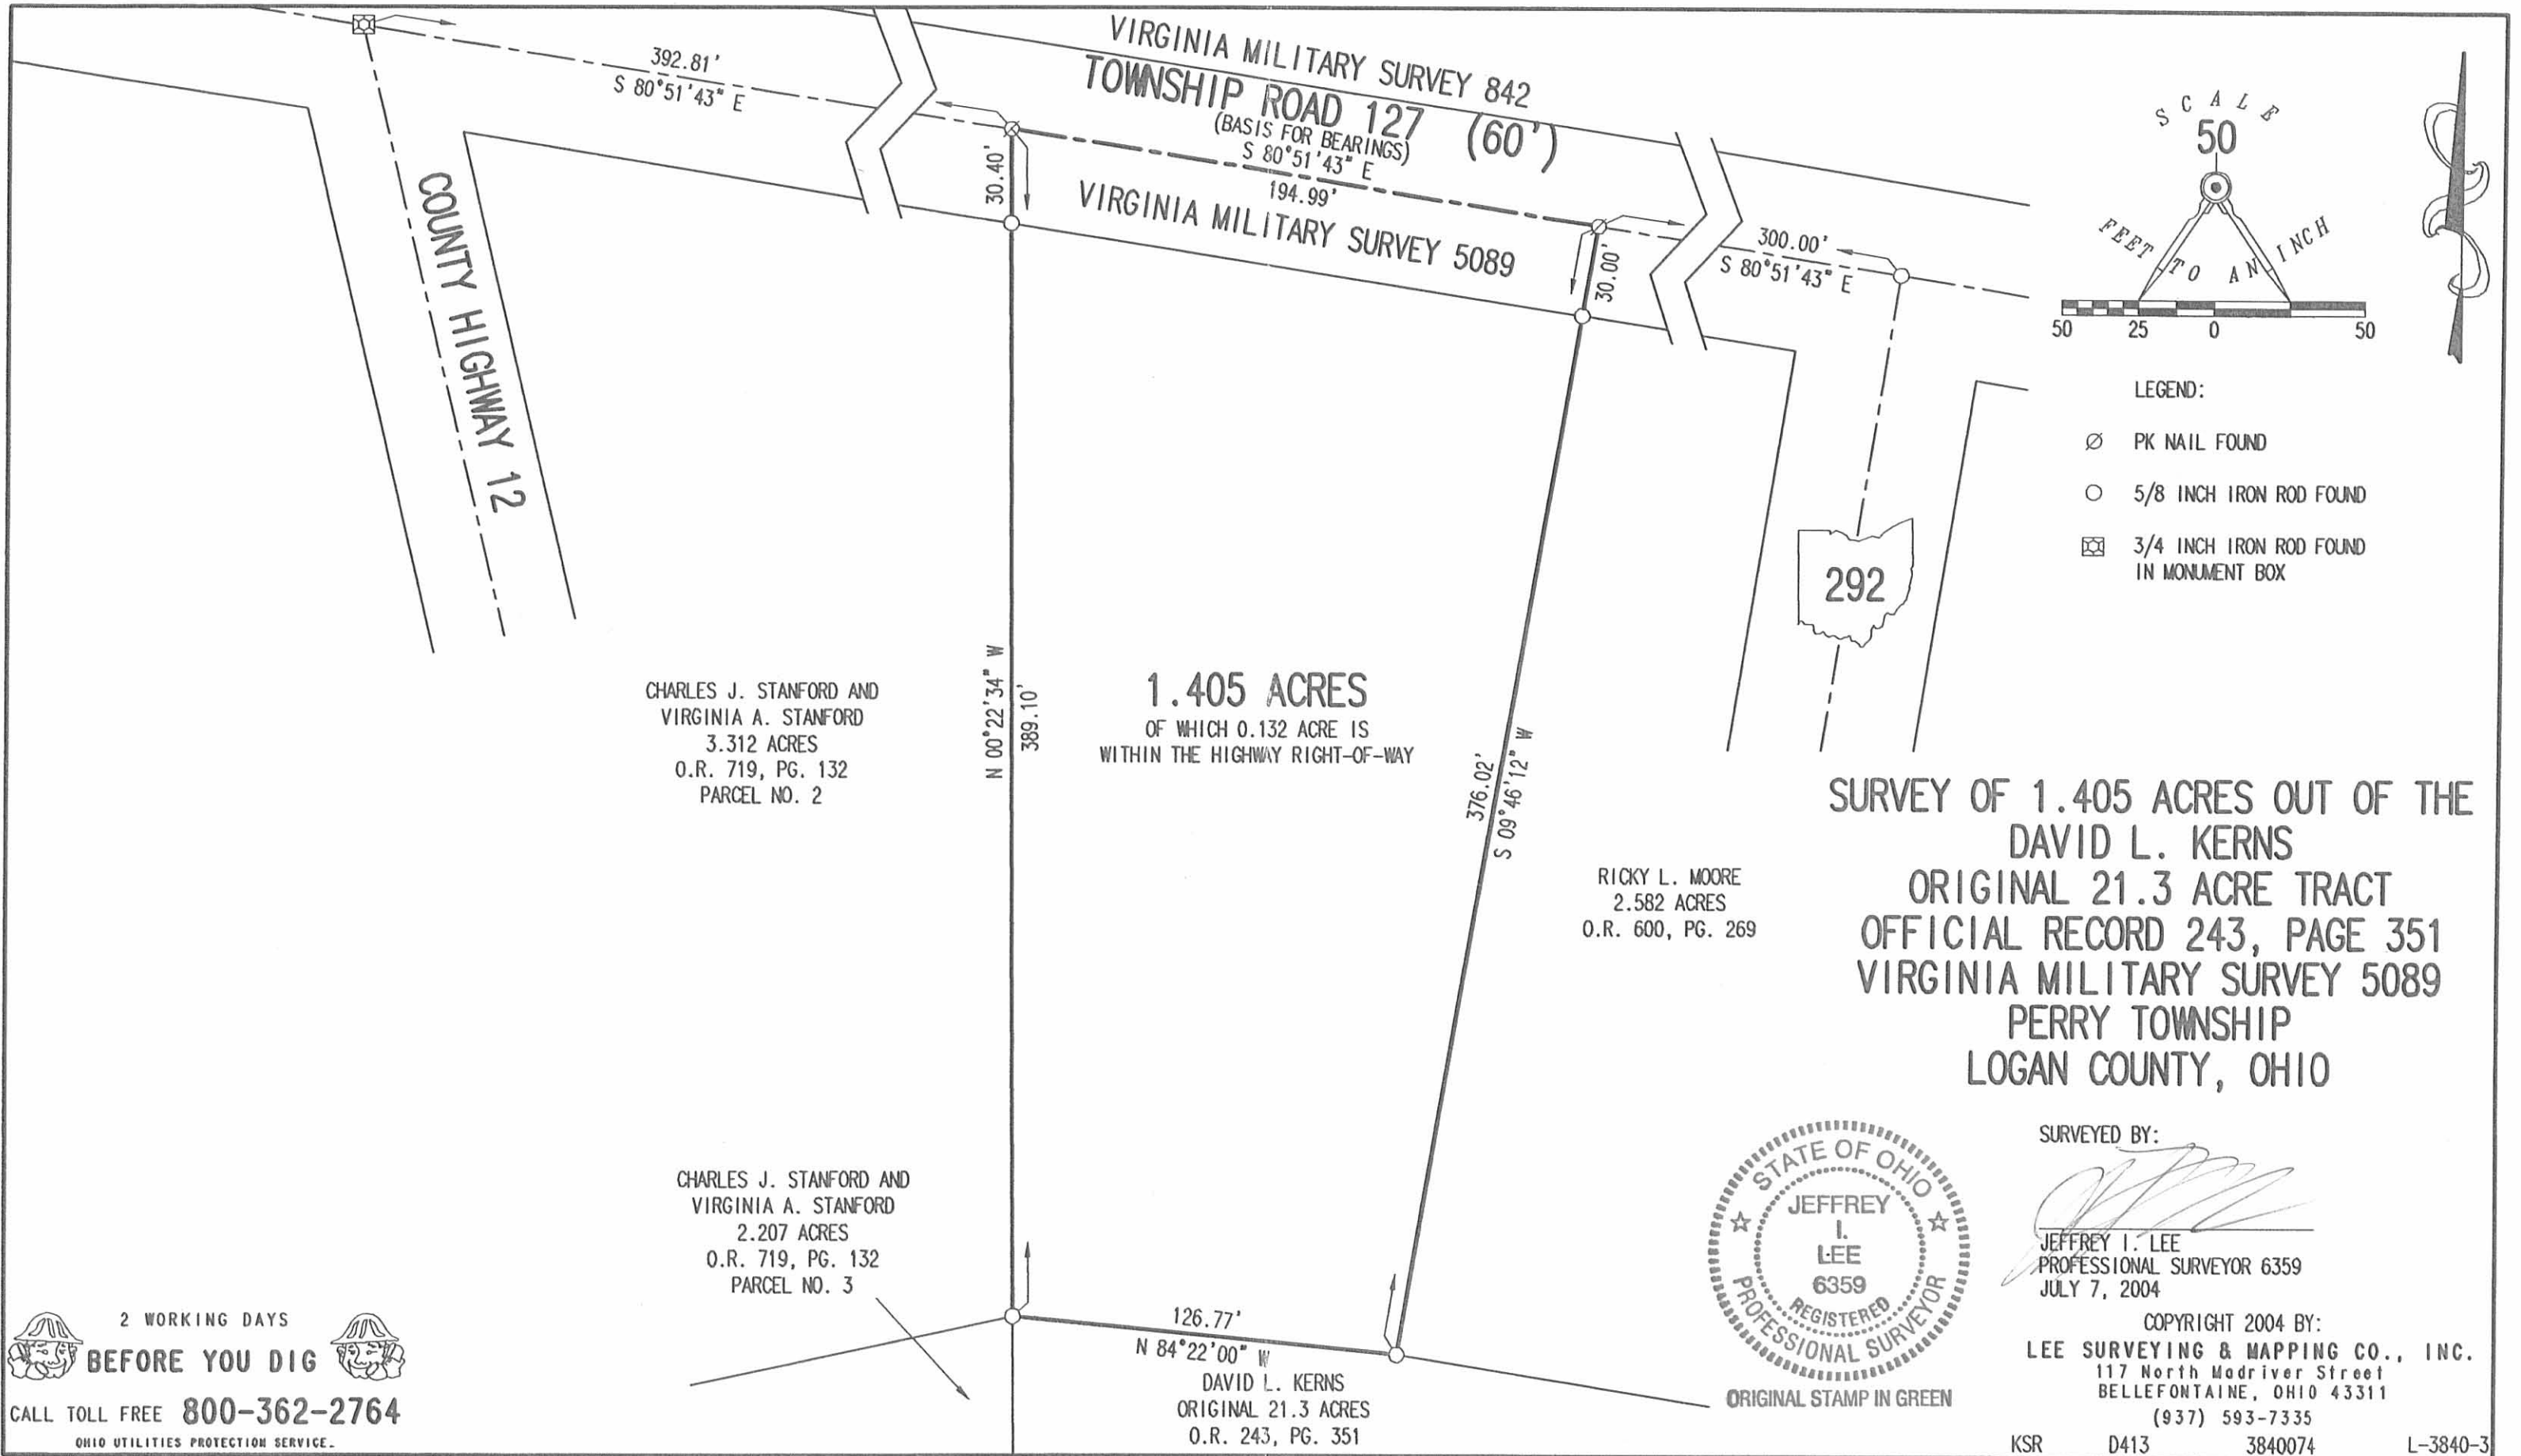 VIRGINIA MILITARY SURVEY 842
TOWNSHIP ROAD 127 (60')
(BASIS FOR BEARINGS)
S 80°51'43" E
194.99'
VIRGINIA MILITARY SURVEY 5089
392.81'
S 80°51'43" E
30.40'
30.00'
300.00'
S 80°51'43" E
COUNTY HIGHWAY 12
292
SCALE
50
FEET TO AN INCH
50 25 0 50
LEGEND:
PK NAIL FOUND
5/8 INCH IRON ROD FOUND
3/4 INCH IRON ROD FOUND
IN MONUMENT BOX
CHARLES J. STANFORD AND
VIRGINIA A. STANFORD
3.312 ACRES
O.R. 719, PG. 132
PARCEL NO. 2
N 00°22'34" W
389.10'
1.405 ACRES
OF WHICH 0.132 ACRE IS
WITHIN THE HIGHWAY RIGHT-OF-WAY
376.02'
S 09°46'12" W
RICKY L. MOORE
2.582 ACRES
O.R. 600, PG. 269
SURVEY OF 1.405 ACRES OUT OF THE
DAVID L. KERNS
ORIGINAL 21.3 ACRE TRACT
OFFICIAL RECORD 243, PAGE 351
VIRGINIA MILITARY SURVEY 5089
PERRY TOWNSHIP
LOGAN COUNTY, OHIO
CHARLES J. STANFORD AND
VIRGINIA A. STANFORD
2.207 ACRES
O.R. 719, PG. 132
PARCEL NO. 3
126.77'
N 84°22'00" W
DAVID L. KERNS
ORIGINAL 21.3 ACRES
O.R. 243, PG. 351
STATE OF OHIO
JEFFREY
I.
LEE
6359
REGISTERED
PROFESSIONAL SURVEYOR
ORIGINAL STAMP IN GREEN
SURVEYED BY:
JEFFREY I. LEE
PROFESSIONAL SURVEYOR 6359
JULY 7, 2004
COPYRIGHT 2004 BY:
LEE SURVEYING & MAPPING CO., INC.
117 North Madriver Street
BELLEFONTAINE, OHIO 43311
(937) 593-7335
KSR D413 3840074 L-3840-3
2 WORKING DAYS
BEFORE YOU DIG
CALL TOLL FREE 800-362-2764
OHIO UTILITIES PROTECTION SERVICE.